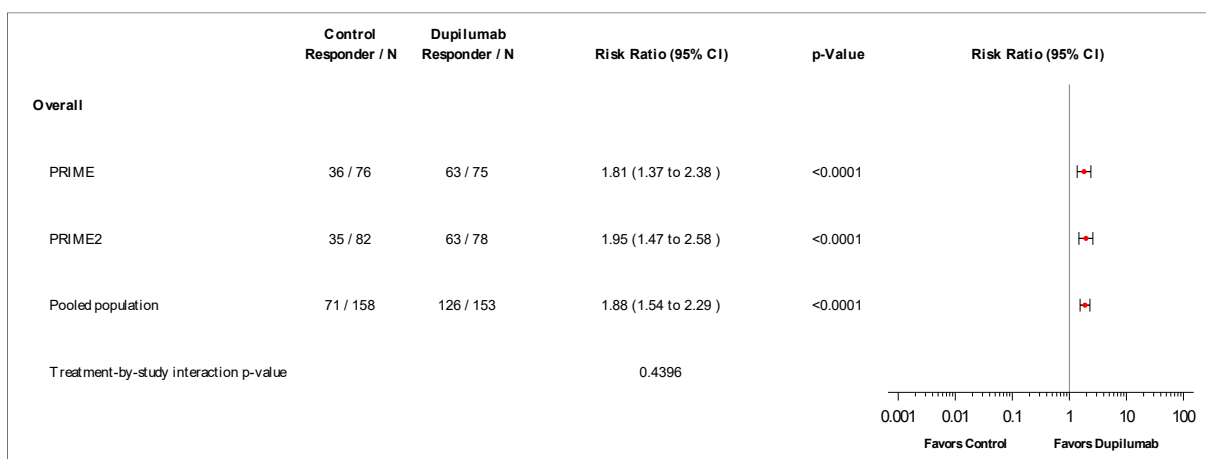 Control Dupilumab
Responder / N Responder / N Risk Ratio (95% CI) p-Value Risk Ratio (95% CI)
Overall
PRIME 36 / 76 63 / 75 1.81 (1.37 to 2.38 ) <0.0001
PRIME2 35 / 82 63 / 78 1.95 (1.47 to 2.58 ) <0.0001
Pooled population 71 / 158 126 / 153 1.88 (1.54 to 2.29 ) <0.0001
Treatment-by-study interaction p-value 0.4396
0.001 0.01 0.1 1 10 100
Favors Control Favors Dupilumab